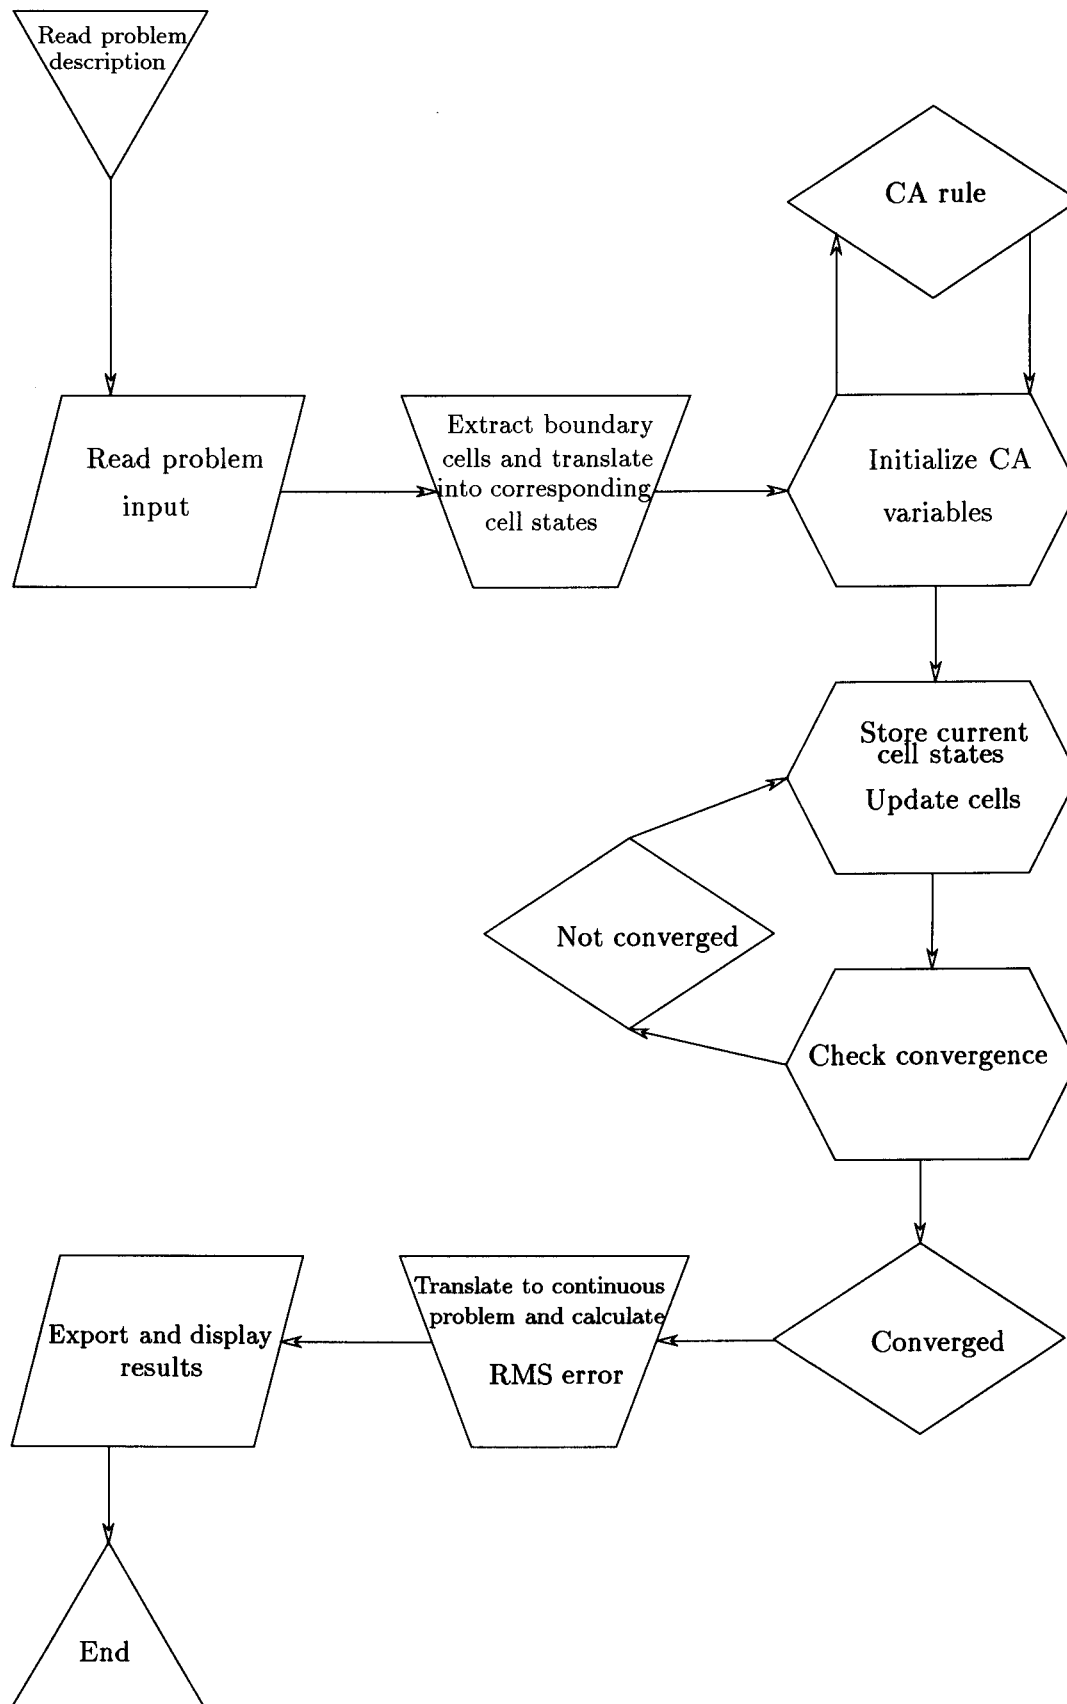 Read problem
description
CA rule
Read problem
input
Extract boundary
cells and translate
into corresponding
cell states
Initialize CA
variables
Store current
cell states
Update cells
Not converged
Check convergence
Converged
Translate to continuous
problem and calculate
RMS error
Export and display
results
End